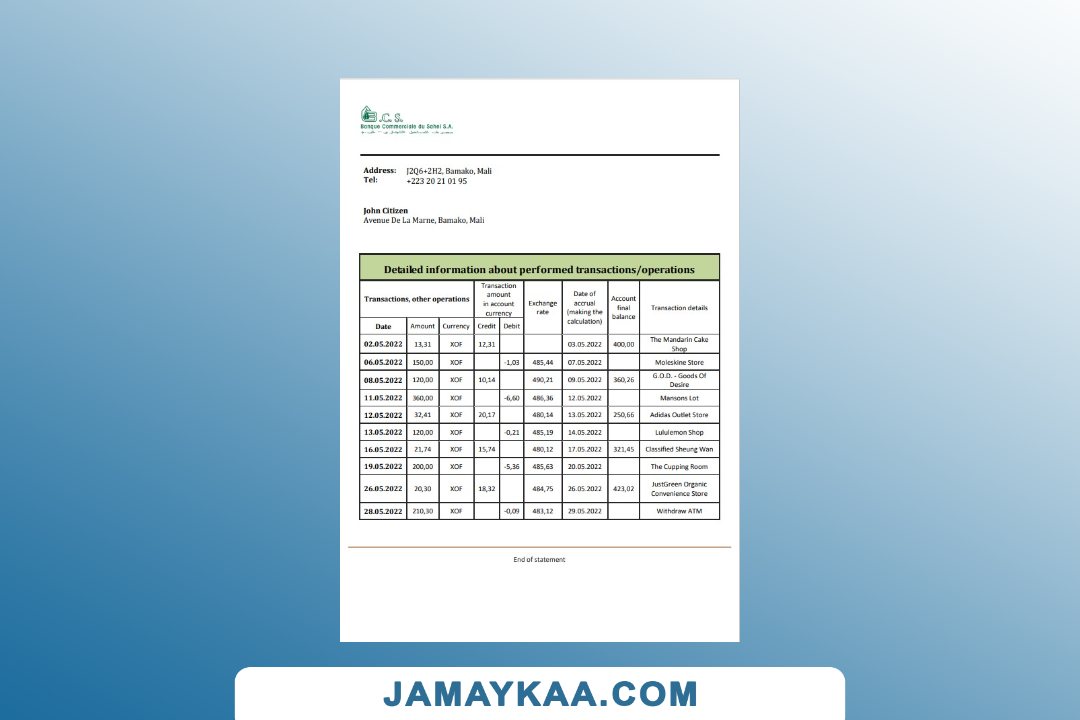 B.C.S.
Banque Commerciale du Sahel S.A.
Address: J2Q6+2H2, Bamako, Mali
Tel: +223 20 21 01 95
John Citizen
Avenue De La Marne, Bamako, Mali
Detailed information about performed transactions/operations
Transactions, other operations
Transaction
amount
in account
currency
Exchange
rate
Date of
accrual
(making the
calculation)
Account
final
balance
Transaction details
Date Amount Currency Credit Debit
02.05.2022 13,31 XOF 12,31 03.05.2022 400,00 The Mandarin Cake
Shop
06.05.2022 150,00 XOF -1,03 485,44 07.05.2022 Moleskine Store
08.05.2022 120,00 XOF 10,14 490,21 09.05.2022 360,26 G.O.D. - Goods Of
Desire
11.05.2022 360,00 XOF -6,60 486,36 12.05.2022 Mansons Lot
12.05.2022 32,41 XOF 20,17 480,14 13.05.2022 250,66 Adidas Outlet Store
13.05.2022 120,00 XOF -0,21 485,19 14.05.2022 Lululemon Shop
16.05.2022 21,74 XOF 15,74 480,12 17.05.2022 321,45 Classified Sheung Wan
19.05.2022 200,00 XOF -5,36 485,63 20.05.2022 The Cupping Room
26.05.2022 20,30 XOF 18,32 484,75 26.05.2022 423,02 JustGreen Organic
Convenience Store
28.05.2022 210,30 XOF -0,09 483,12 29.05.2022 Withdraw ATM
End of statement
JAMAYKAA.COM